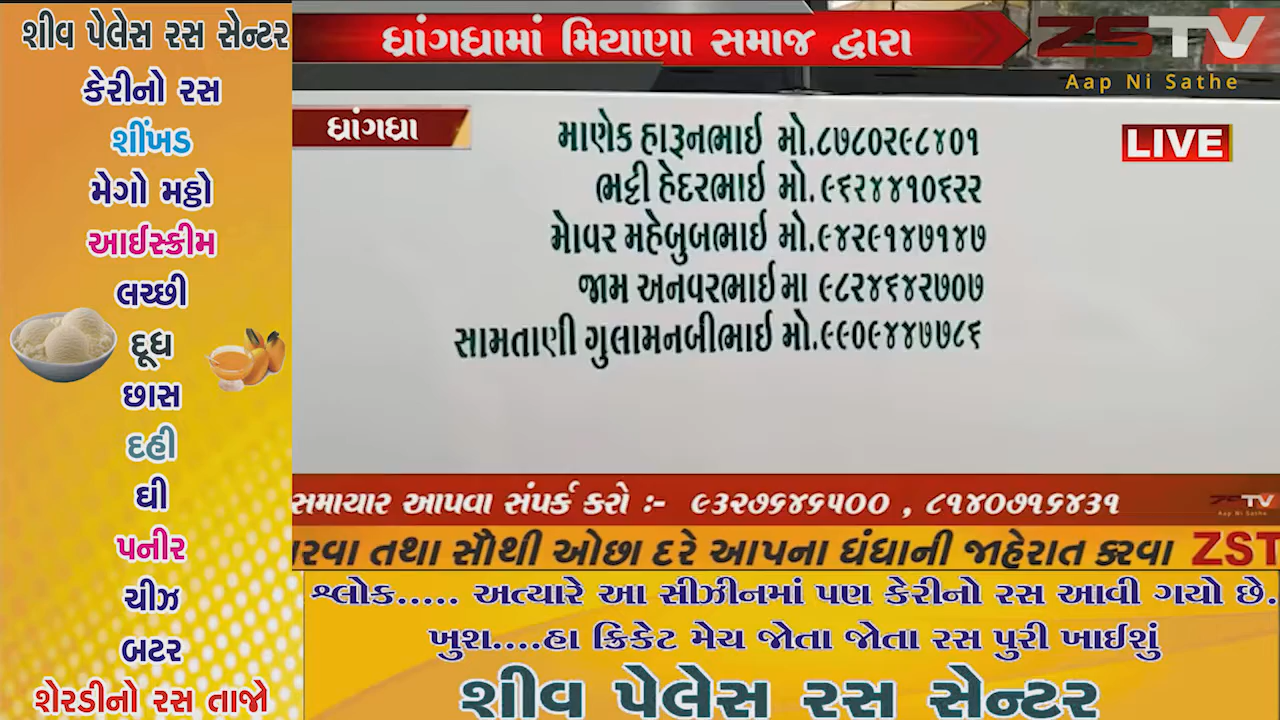 શીવ પેલેસ રસ સેન્ટર
કેરીનો રસ
શીંખડ
મેગો મઠ્ઠો
આઈસ્ક્રીમ
લચ્છી
દૂધ
છાસ
દહી
ઘી
પનીર
ચીઝ
બટર
શેરડીનો રસ તાજો
ધ્રાંગધ્રામાં મિયાણા સમાજ દ્વારા
ZSTV
Aap Ni Sathe
ધ્રાંગધ્રા
LIVE
માણેક હારૂનભાઈ મો.૮૭૮૦૨૯૮૪૦૧
ભટ્ટી હેદરભાઈ મો.૯૬૨૪૪૧૦૬૨૨
મોવર મહેબુબભાઈ મો.૯૪૨૯૧૪૭૧૪૭
જામ અનવરભાઈ મા ૯૮૨૪૬૪૨૭૦૭
સામતાણી ગુલામનબીભાઈ મો.૯૯૦૯૪૪૭૭૮૬
સમાચાર આપવા સંપર્ક કરો :- ૯૩૨૭૬૪૬૫૦૦ , ૮૧૪૦૭૧૬૪૩૧
ZSTV
Aap Ni Sathe
રવા તથા સૌથી ઓછા દરે આપના ધંધાની જાહેરાત કરવા ZST
શ્લોક..... અત્યારે આ સીઝીનમાં પણ કેરીનો રસ આવી ગયો છે.
ખુશ....હા ક્રિકેટ મેચ જોતા જોતા રસ પુરી ખાઈશું
શીવ પેલેસ રસ સેન્ટર